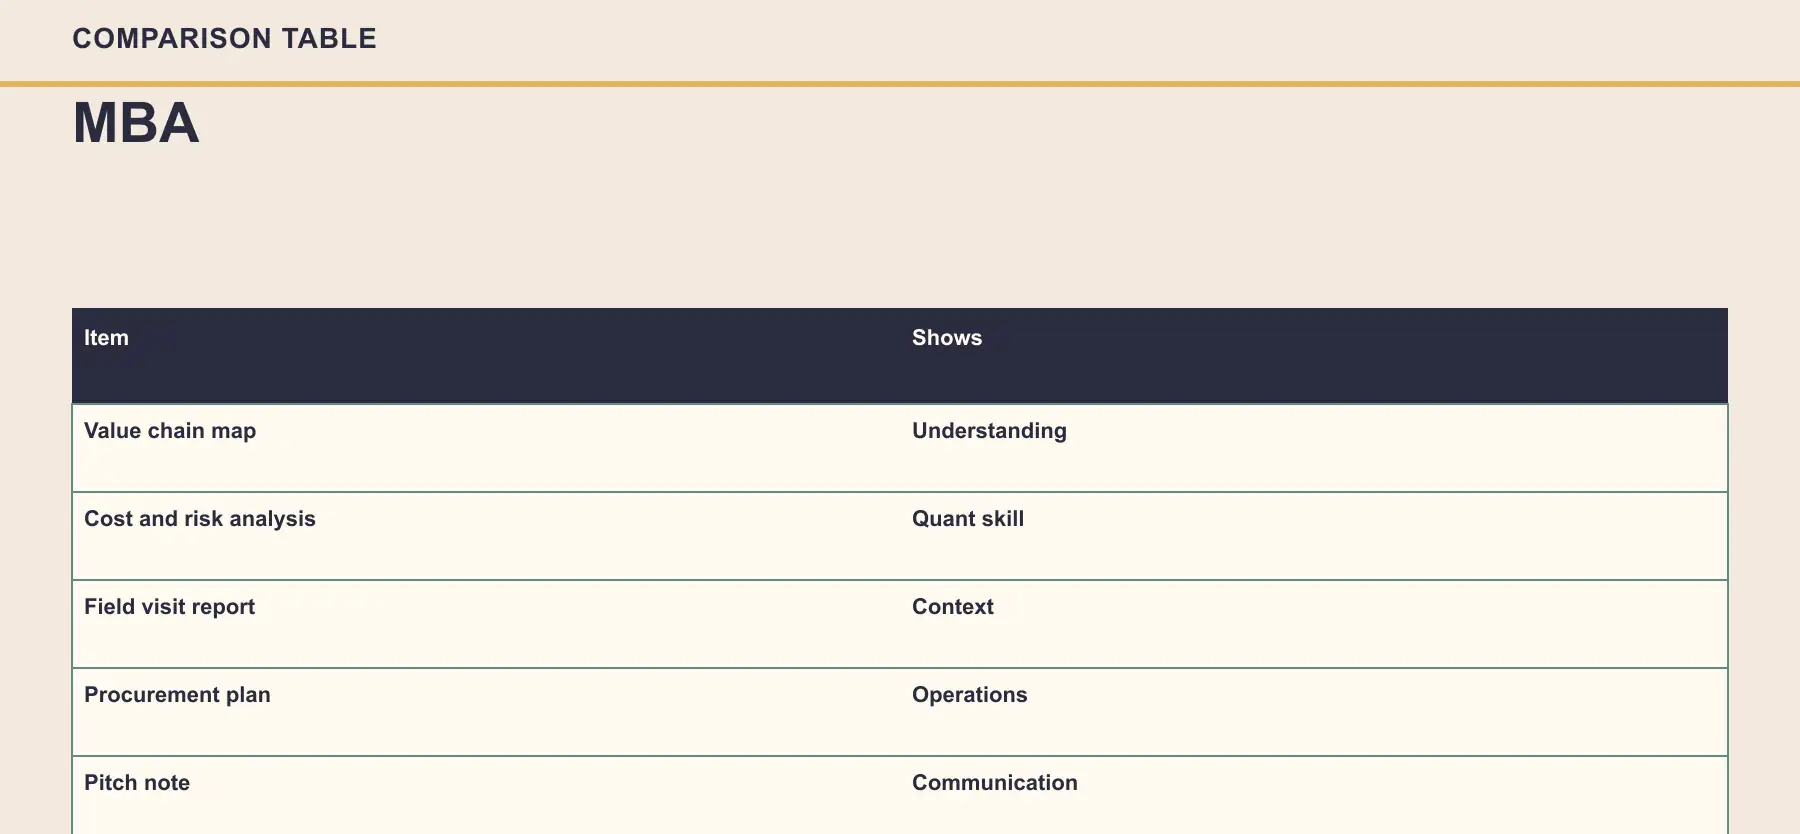 COMPARISON TABLE
MBA
Item Shows
Value chain map Understanding
Cost and risk analysis Quant skill
Field visit report Context
Procurement plan Operations
Pitch note Communication